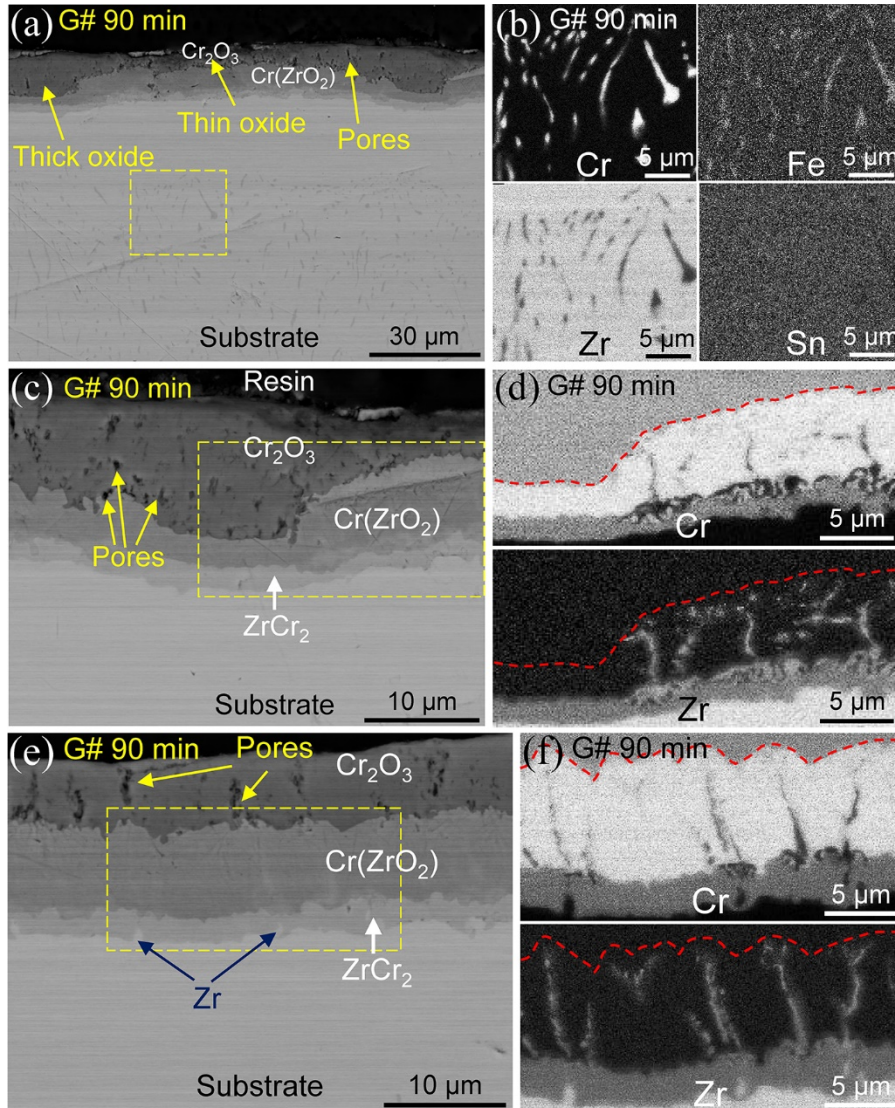 (a) G# 90 min
Cr₂O₃
Cr(ZrO₂)
Thick oxide
Thin oxide
Pores
Substrate
30 μm
(b)
Cr
5 μm
Fe
5 μm
Zr
5 μm
Sn
5 μm
(c) G# 90 min
Resin
Cr₂O₃
Cr(ZrO₂)
Pores
ZrCr₂
Substrate
10 μm
(d) G# 90 min
Cr
5 μm
Zr
5 μm
(e) G# 90 min
Pores
Cr₂O₃
Cr(ZrO₂)
ZrCr₂
Zr
Substrate
10 μm
(f) G# 90 min
Cr
5 μm
Zr
5 μm